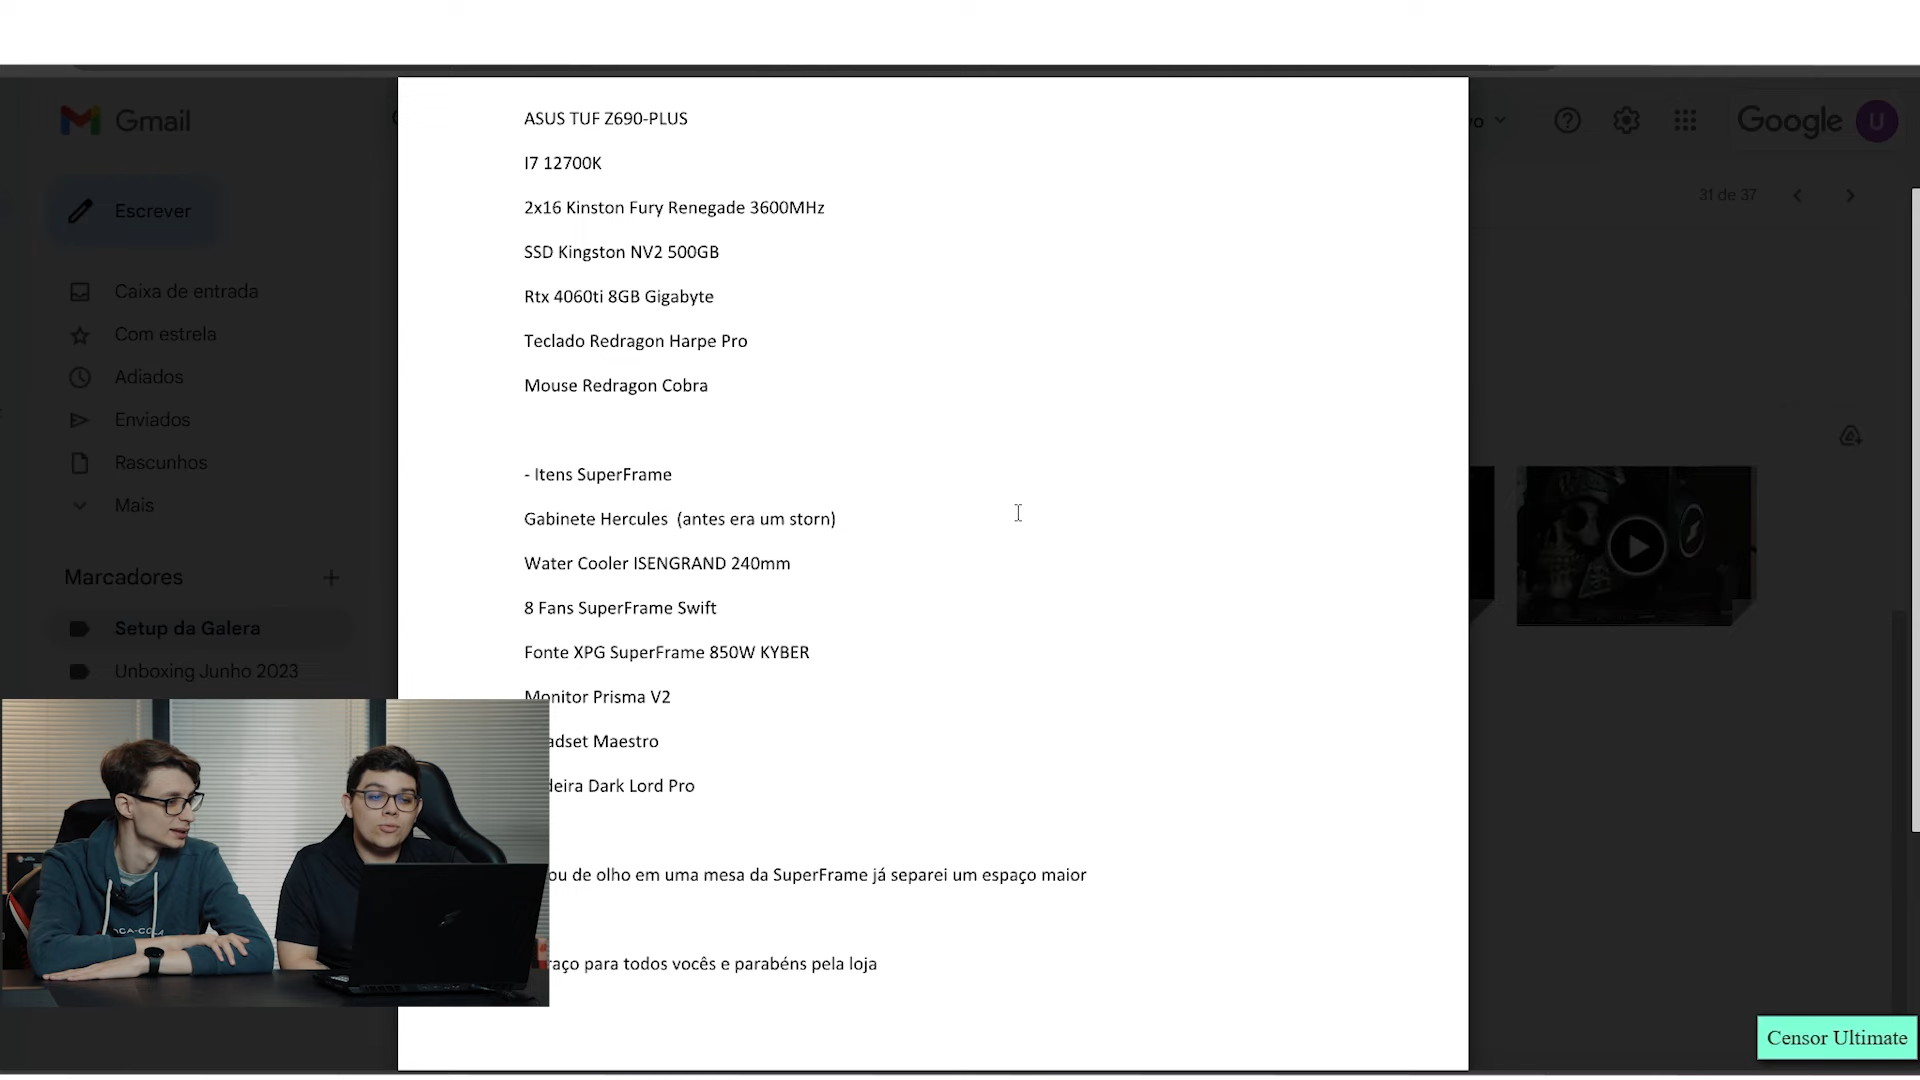 ASUS TUF Z690-PLUS
I7 12700K
2x16 Kinston Fury Renegade 3600MHz
SSD Kingston NV2 500GB
Rtx 4060ti 8GB Gigabyte
Teclado Redragon Harpe Pro
Mouse Redragon Cobra
- Itens SuperFrame
Gabinete Hercules (antes era um storn)
Water Cooler ISENGRAND 240mm
8 Fans SuperFrame Swift
Fonte XPG SuperFrame 850W KYBER
Monitor Prisma V2
adset Maestro
deira Dark Lord Pro
ou de olho em uma mesa da SuperFrame já separei um espaço maior
raço para todos vocês e parabéns pela loja
Gmail
Escrever
Caixa de entrada
Com estrela
Adiados
Enviados
Rascunhos
Mais
Marcadores
Setup da Galera
Unboxing Junho 2023
Google
U
31 de 37
Censor Ultimate